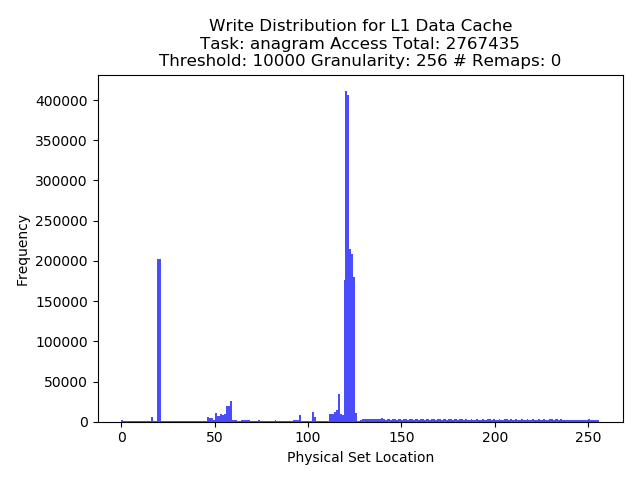 Write Distribution for L1 Data Cache
Task: anagram Access Total: 2767435
Threshold: 10000 Granularity: 256 # Remaps: 0
400000
350000
300000
250000
200000
150000
100000
50000
0
Frequency
0 50 100 150 200 250
Physical Set Location